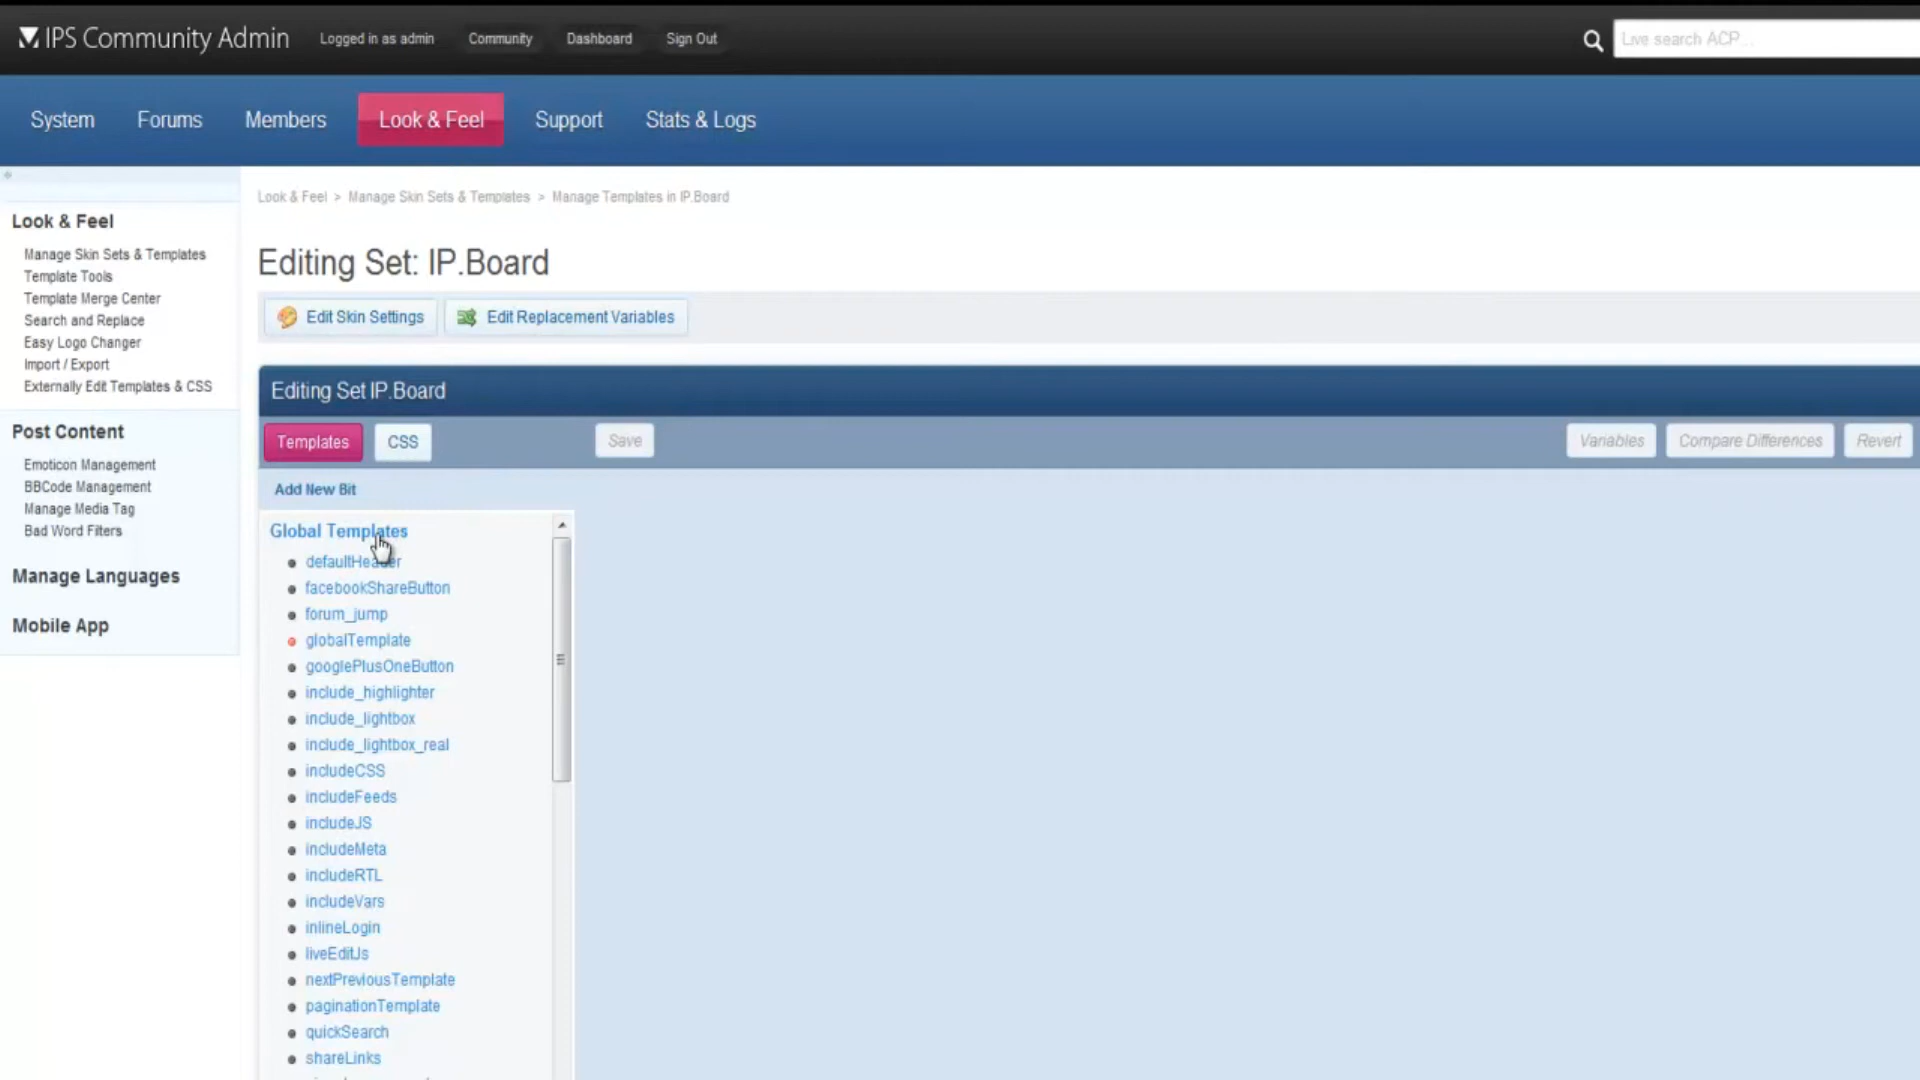 IPS Community Admin
Logged in as admin
Community
Dashboard
Sign Out
Live search ACP...
System
Forums
Members
Look & Feel
Support
Stats & Logs
Look & Feel > Manage Skin Sets & Templates > Manage Templates in IP.Board
Look & Feel
Manage Skin Sets & Templates
Template Tools
Template Merge Center
Search and Replace
Easy Logo Changer
Import / Export
Externally Edit Templates & CSS
Post Content
Emoticon Management
BBCode Management
Manage Media Tag
Bad Word Filters
Manage Languages
Mobile App
Editing Set: IP.Board
Edit Skin Settings
Edit Replacement Variables
Editing Set IP.Board
Templates
CSS
Save
Variables
Compare Differences
Revert
Add New Bit
Global Templates
defaultHeader
facebookShareButton
forum_jump
globalTemplate
googlePlusOneButton
include_highlighter
include_lightbox
include_lightbox_real
includeCSS
includeFeeds
includeJS
includeMeta
includeRTL
includeVars
inlineLogin
liveEditJs
nextPreviousTemplate
paginationTemplate
quickSearch
shareLinks